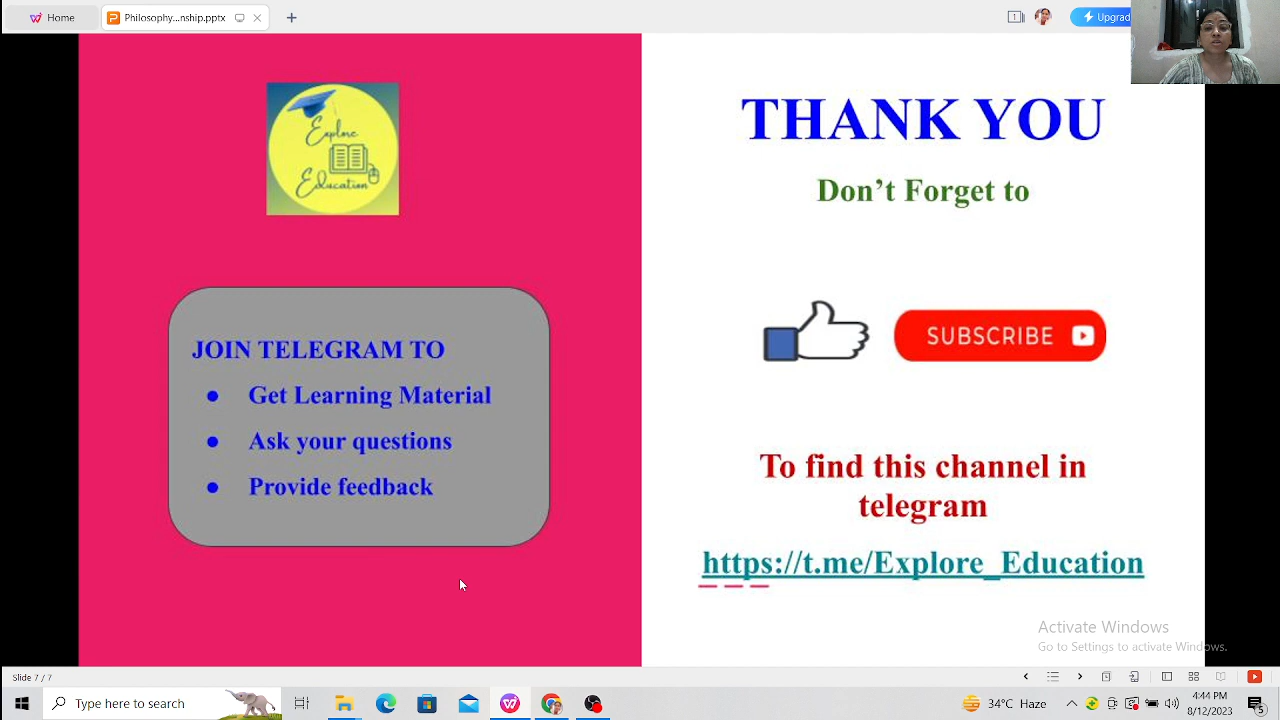 Home
Philosophy...nship.pptx
1
Upgrad
Explore
Education
JOIN TELEGRAM TO
● Get Learning Material
● Ask your questions
● Provide feedback
THANK YOU
Don't Forget to
SUBSCRIBE
To find this channel in
telegram
https://t.me/Explore_Education
Activate Windows
Go to Settings to activate Windows.
Slide 7 / 7
Type here to search
34°C Haze
4:44 PM
8/12/2023